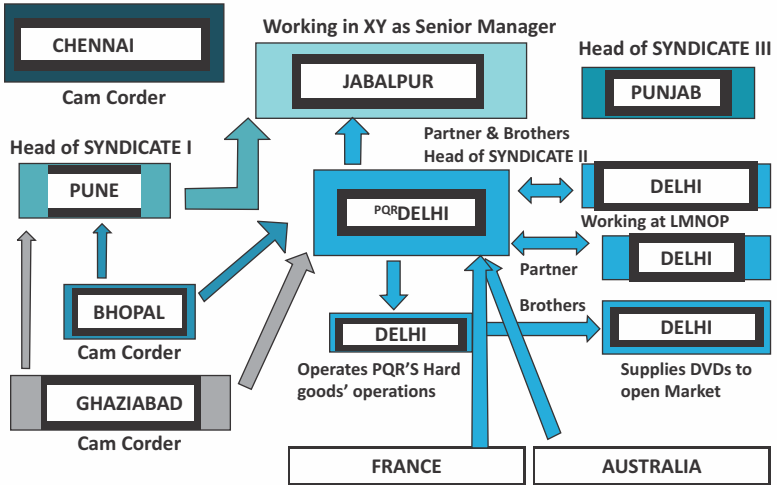 Working in XY as Senior Manager
CHENNAI
JABALPUR
Head of SYNDICATE III
PUNJAB
Cam Corder
Head of SYNDICATE I
PUNE
Partner & Brothers
Head of SYNDICATE II
PQRDELHI
DELHI
Working at LMNOP
DELHI
Partner
BHOPAL
Cam Corder
Brothers
DELHI
DELHI
Operates PQR'S Hard
goods' operations
Supplies DVDs to
open Market
GHAZIABAD
Cam Corder
FRANCE
AUSTRALIA